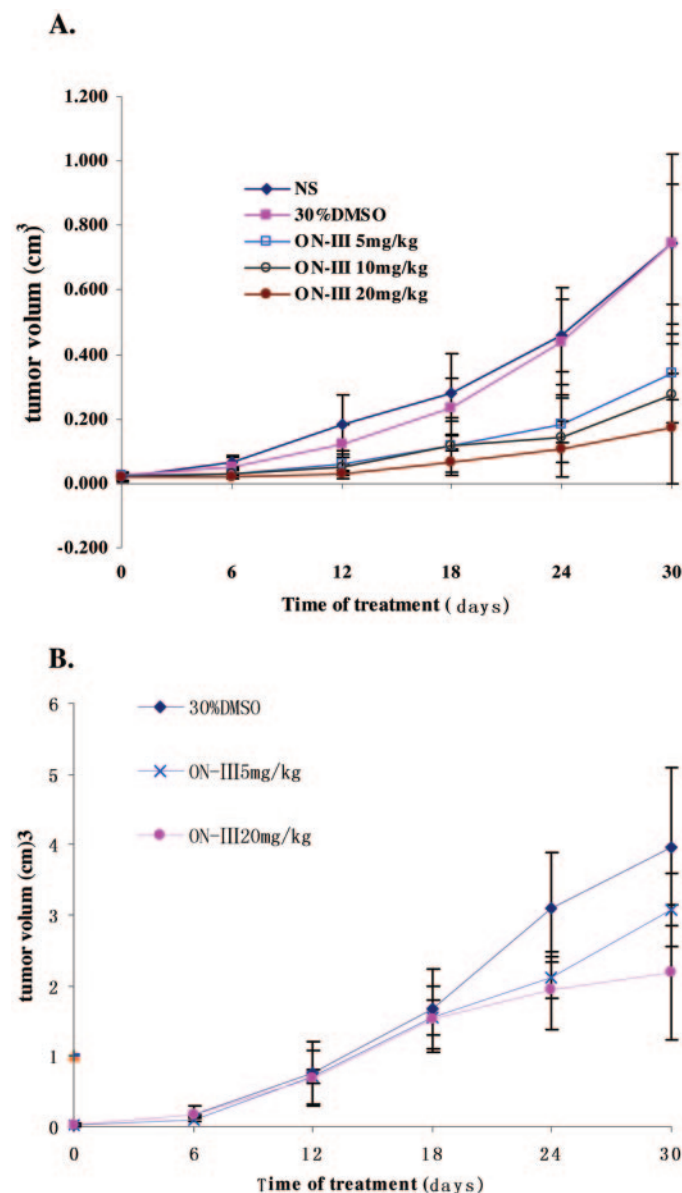 A.
1.200
1.000
0.800
0.600
0.400
0.200
0.000
-0.200
tumor volum (cm)3
NS
30%DMSO
ON-III 5mg/kg
ON-III 10mg/kg
ON-III 20mg/kg
0 6 12 18 24 30
Time of treatment ( days)
B.
6
5
4
3
2
1
0
tumor volum (cm)3
30%DMSO
ON-III5mg/kg
ON-III20mg/kg
0 6 12 18 24 30
Time of treatment (days)